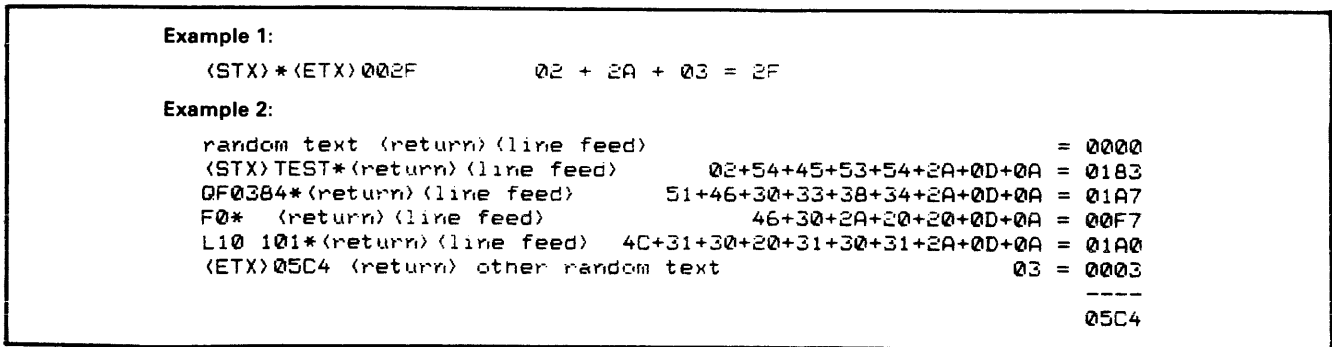 Example 1:
<STX>*<ETX>002F 02 + 2A + 03 = 2F
Example 2:
random text <return><line feed> = 0000
<STX>TEST*<return><line feed> 02+54+45+53+54+2A+0D+0A = 0183
QF0384*<return><line feed> 51+46+30+33+38+34+2A+0D+0A = 01A7
F0* <return><line feed> 46+30+2A+20+20+0D+0A = 00F7
L10 101*<return><line feed> 4C+31+30+20+31+30+31+2A+0D+0A = 01A0
<ETX>05C4 <return> other random text 03 = 0003
----
05C4